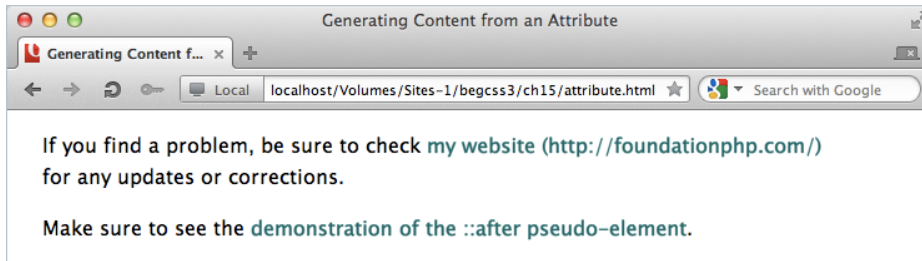 Generating Content from an Attribute
Generating Content f... ×
Local localhost/Volumes/Sites-1/begcss3/ch15/attribute.html Search with Google
If you find a problem, be sure to check my website (http://foundationphp.com/)
for any updates or corrections.
Make sure to see the demonstration of the ::after pseudo-element.